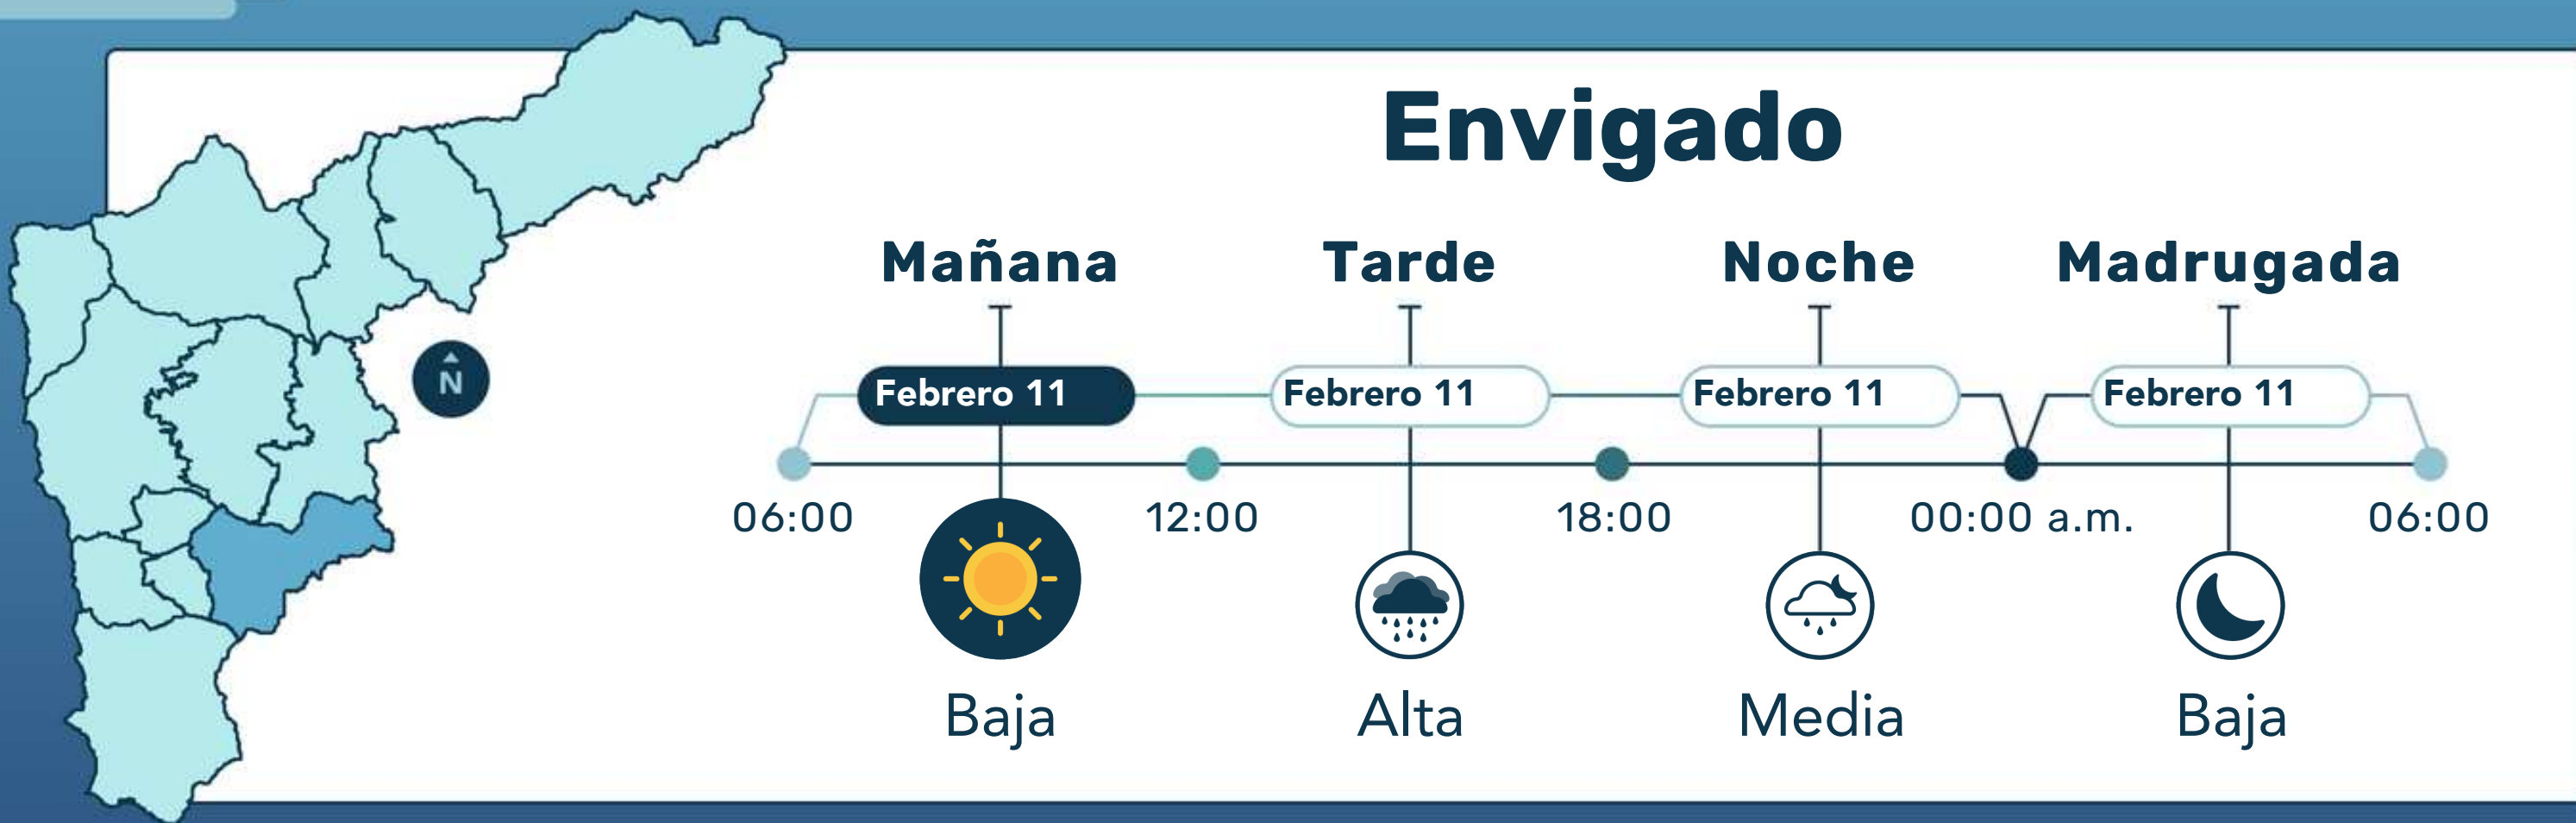 Envigado
Mañana Tarde Noche Madrugada
Febrero 11 Febrero 11 Febrero 11 Febrero 11
N
06:00 12:00 18:00 00:00 a.m. 06:00
Baja Alta Media Baja